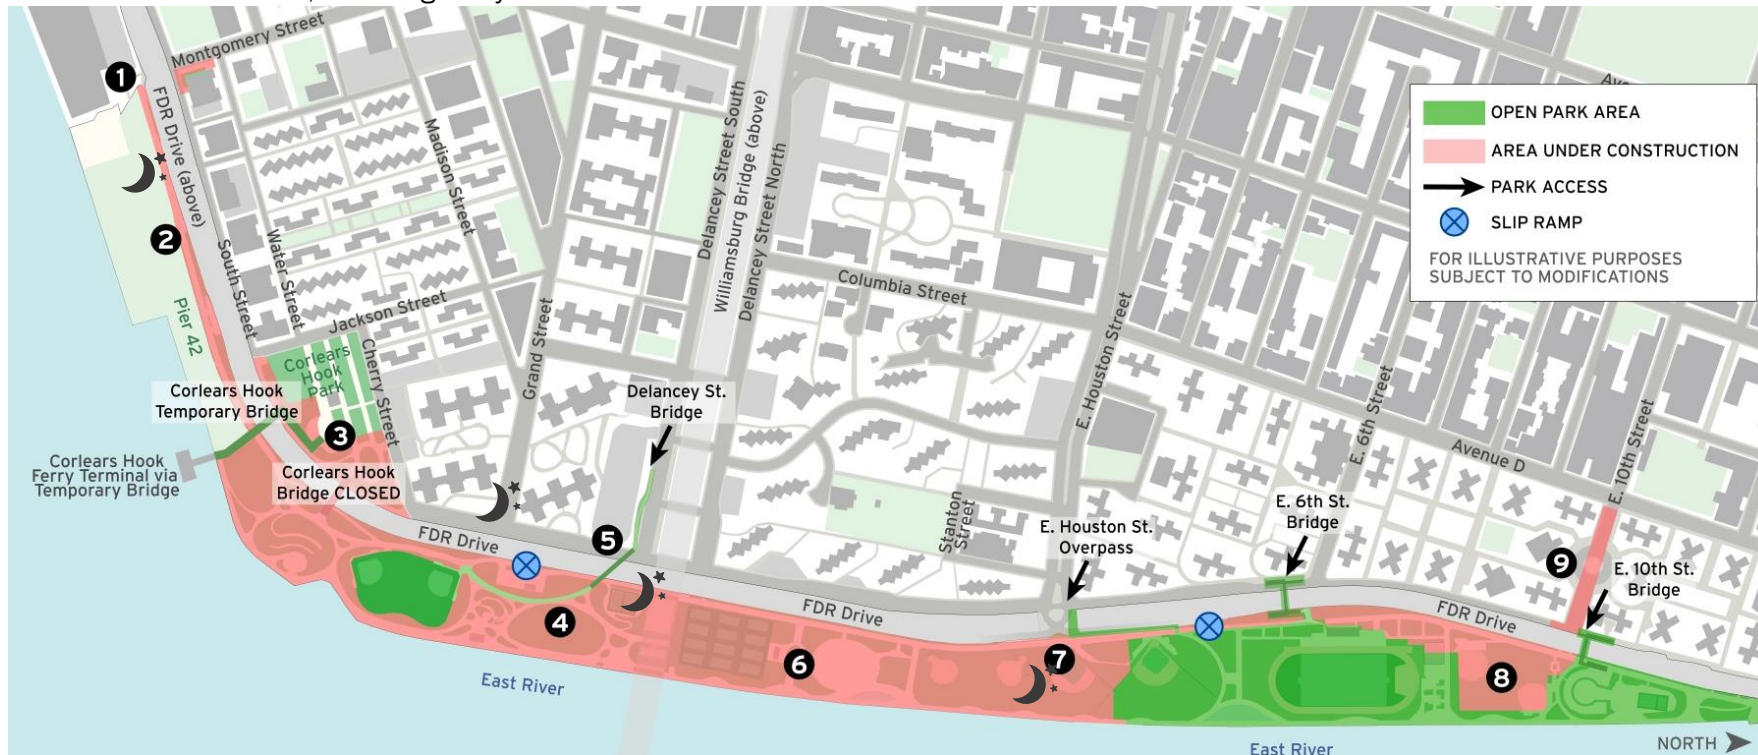 Montgomery Street
1
FDR Drive (above)
2
Pier 42
South Street
Water Street
Madison Street
Jackson Street
Corlears
Hook
Park
Cherry Street
Corlears Hook
Temporary Bridge
3
Corlears Hook
Ferry Terminal via
Temporary Bridge
Corlears Hook
Bridge CLOSED
Grand Street
Delancey Street South
Williamsburg Bridge (above)
Delancey Street North
Delancey St.
Bridge
Columbia Street
5
FDR Drive
4
East River
6
FDR Drive
Stanton
Street
E. Houston Street
E. Houston St.
Overpass
7
E. 6th Street
E. 6th St.
Bridge
Avenue D
E. 10th Street
9
E. 10th St.
Bridge
FDR Drive
8
East River
NORTH
OPEN PARK AREA
AREA UNDER CONSTRUCTION
PARK ACCESS
SLIP RAMP
FOR ILLUSTRATIVE PURPOSES
SUBJECT TO MODIFICATIONS